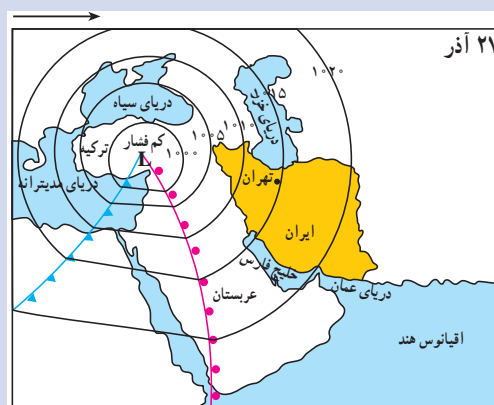 ۲۷ آذر
۱۰۲۰
۱۰۱۵
۱۰۱۰
۱۰۰۵
۱۰۰۰
دریای سیاه
دریای خزر
ترکیه
کم فشار
L
تهران
دریای مدیترانه
ایران
خلیج فارس
عربستان
دریای عمان
اقیانوس هند